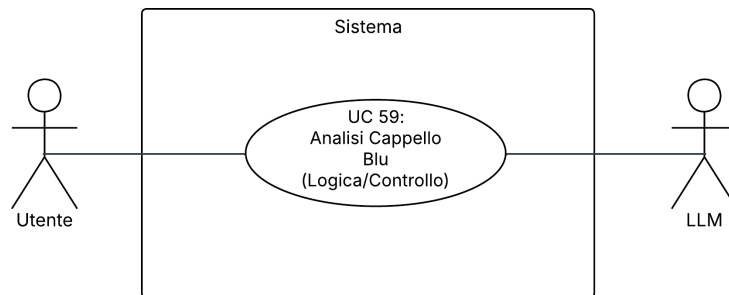 Sistema
UC 59:
Analisi Cappello
Blu
(Logica/Controllo)
Utente
LLM